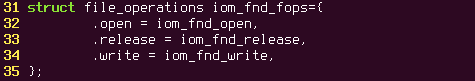 31 struct file_operations iom_fnd_fops={
32         .open = iom_fnd_open,
33         .release = iom_fnd_release,
34         .write = iom_fnd_write,
35 };